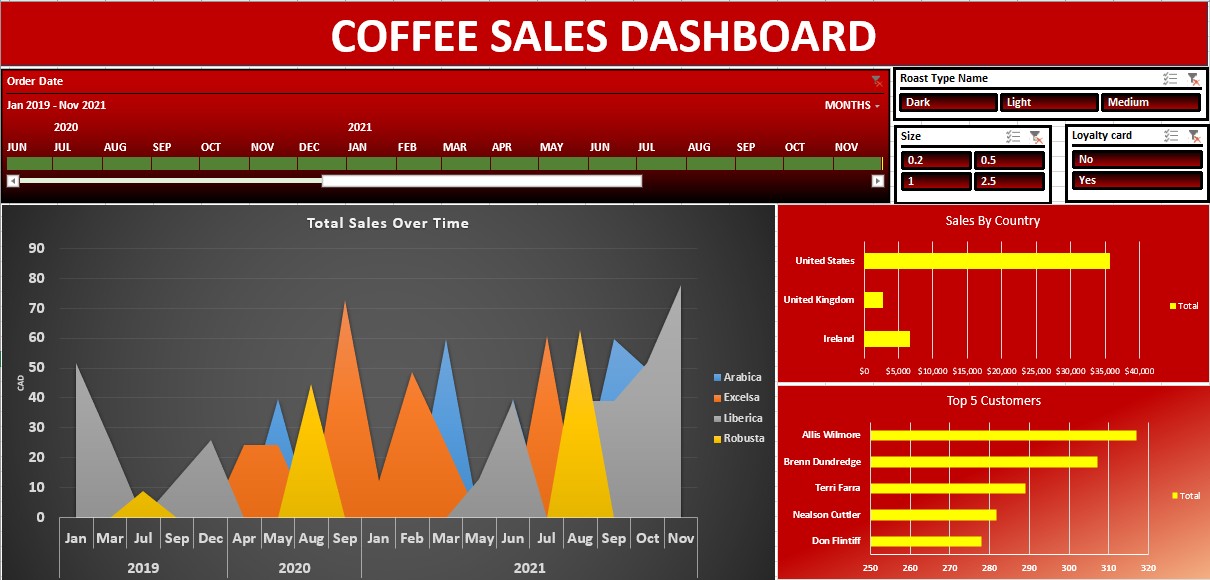 COFFEE SALES DASHBOARD
Order Date
Jan 2019 - Nov 2021 MONTHS
2020 2021
JUN JUL AUG SEP OCT NOV DEC JAN FEB MAR APR MAY JUN JUL AUG SEP OCT NOV
Roast Type Name
Dark Light Medium
Size
0.2 0.5
1 2.5
Loyalty card
No
Yes
Total Sales Over Time
90
80
70
60
50
40
30
20
10
0
CAD
Jan Mar Jul Sep Dec Apr May Aug Sep Jan Feb Mar May Jun Jul Aug Sep Oct Nov
2019 2020 2021
Arabica
Excelsa
Liberica
Robusta
Sales By Country
United States
United Kingdom
Ireland
$0 $5,000 $10,000 $15,000 $20,000 $25,000 $30,000 $35,000 $40,000
Total
Top 5 Customers
Allis Wilmore
Brenn Dundredge
Terri Farra
Nealson Cuttler
Don Flintiff
250 260 270 280 290 300 310 320
Total